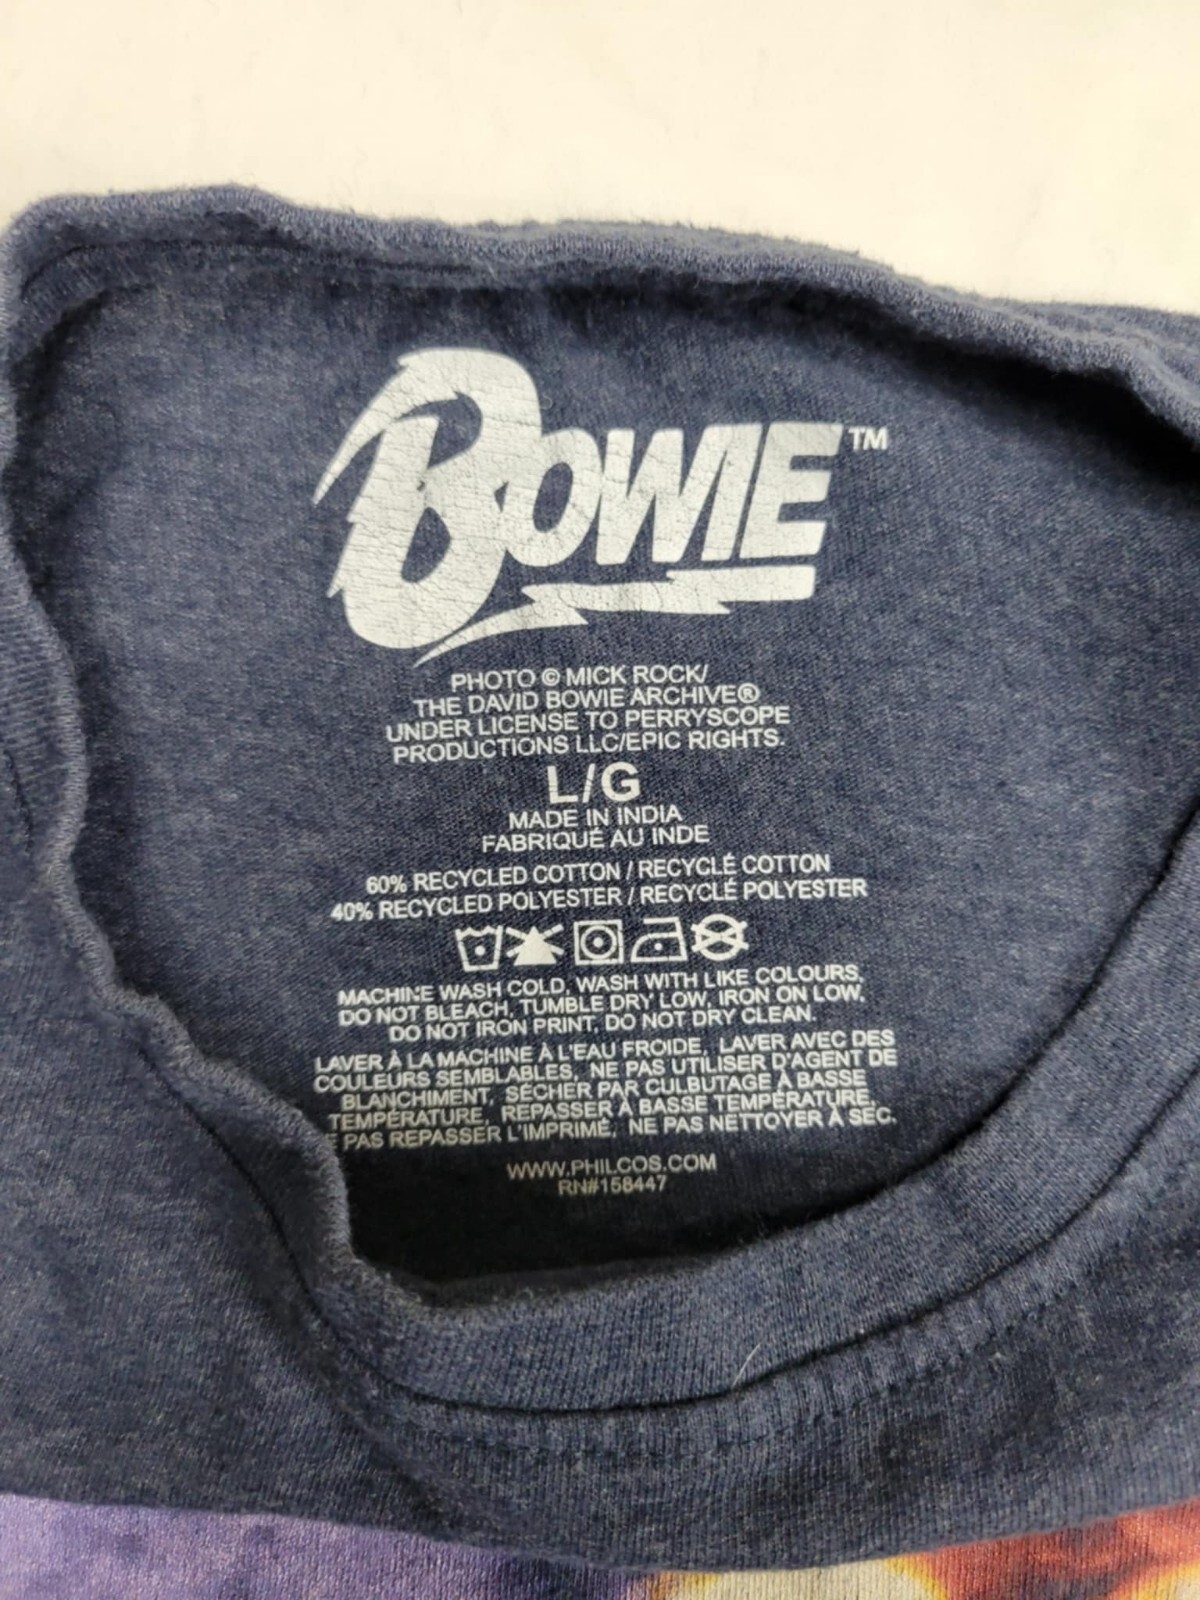 BOWIE™
PHOTO © MICK ROCK/
THE DAVID BOWIE ARCHIVE®
UNDER LICENSE TO PERRYSCOPE
PRODUCTIONS LLC/EPIC RIGHTS.
L/G
MADE IN INDIA
FABRIQUÉ AU INDE
60% RECYCLED COTTON / RECYCLÉ COTTON
40% RECYCLED POLYESTER / RECYCLÉ POLYESTER
MACHINE WASH COLD, WASH WITH LIKE COLOURS,
DO NOT BLEACH, TUMBLE DRY LOW, IRON ON LOW,
DO NOT IRON PRINT, DO NOT DRY CLEAN.
LAVER À LA MACHINE À L'EAU FROIDE, LAVER AVEC DES
COULEURS SEMBLABLES, NE PAS UTILISER D'AGENT DE
BLANCHIMENT, SÉCHER PAR CULBUTAGE À BASSE
TEMPÉRATURE, REPASSER À BASSE TEMPÉRATURE,
E PAS REPASSER L'IMPRIMÉ, NE PAS NETTOYER À SEC.
WWW.PHILCOS.COM
RN#158447